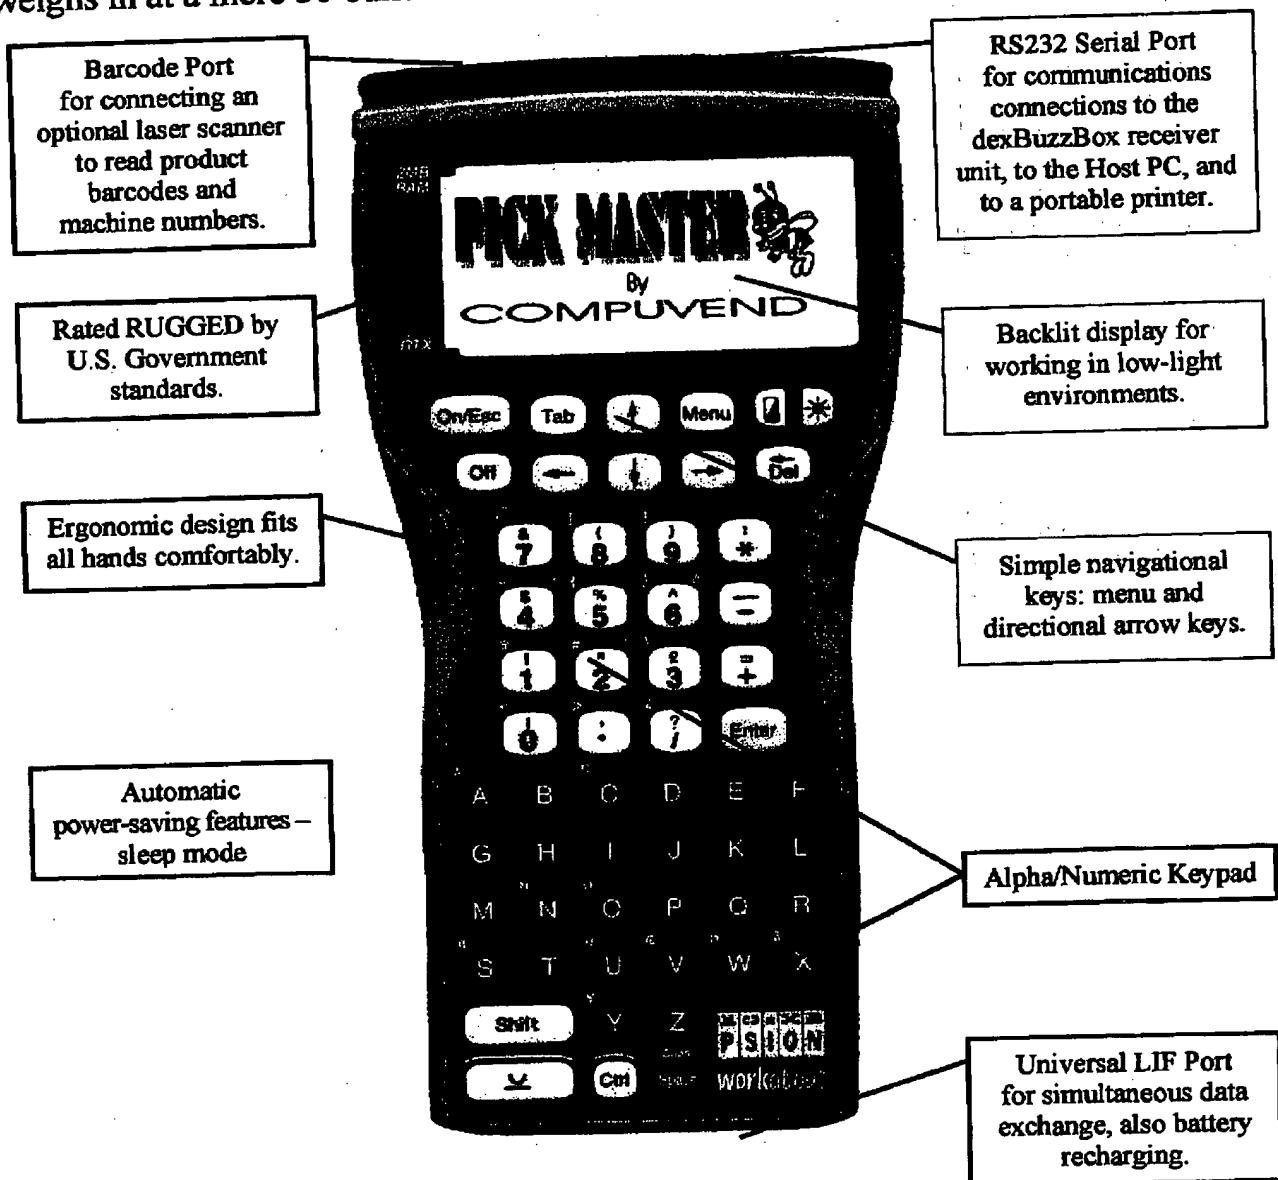 weighs in at a mere
Barcode Port
for connecting an
optional laser scanner
to read product
barcodes and
machine numbers.
RS232 Serial Port
for communications
connections to the
dexBuzzBox receiver
unit, to the Host PC, and
to a portable printer.
PICK MASTER
By
COMPUVEND
Rated RUGGED by
U.S. Government
standards.
Backlit display for
working in low-light
environments.
On/Esc Tab Menu
Off ← ↓ → ← Del
Ergonomic design fits
all hands comfortably.
Simple navigational
keys: menu and
directional arrow keys.
& 7 ( 8 ) 9 : *
$ 4 % 5 ^ 6 — -
! 1 " 2 £ 3 = +
0 . ? / Enter
Automatic
power-saving features –
sleep mode
A B C D E F
G H I J K L
M N O P Q R
S T U V W X
Alpha/Numeric Keypad
Shift Y Z PSION
Ctrl Space workabout
Universal LIF Port
for simultaneous data
exchange, also battery
recharging.